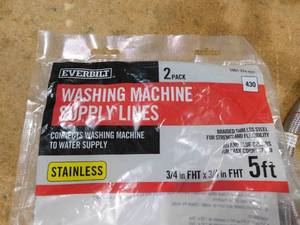 EVERBILT
2
PACK
430
WASHING MACHINE
SUPPLY LINES
CONNECTS WASHING MACHINE
TO WATER SUPPLY
BRAIDED STAINLESS STEEL
FOR STRENGTH AND FLEXIBILITY
STAINLESS
3/4 in FHT x 3/4 in FHT
5ft